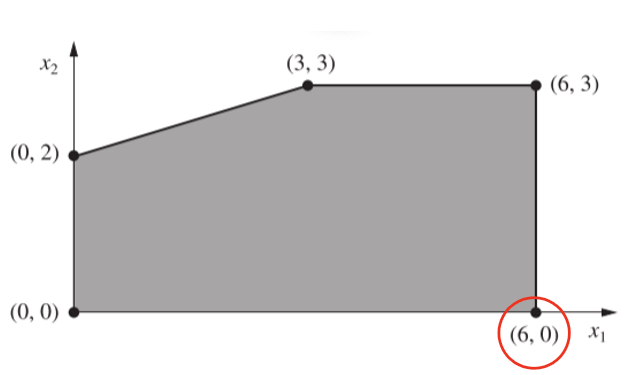 x₂
(3, 3)
(6, 3)
(0, 2)
(0, 0)
(6, 0)
x₁